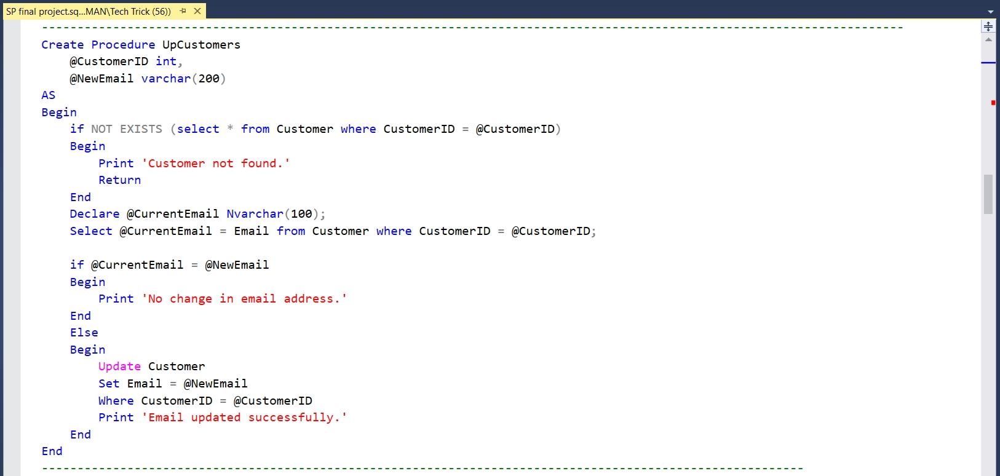 SP final project.sq...MAN\Tech Trick (56))
------------------------------------------------------------------------------------------------------------------------
Create Procedure UpCustomers
    @CustomerID int,
    @NewEmail varchar(200)
AS
Begin
    if NOT EXISTS (select * from Customer where CustomerID = @CustomerID)
    Begin
        Print 'Customer not found.'
        Return
    End
    Declare @CurrentEmail Nvarchar(100);
    Select @CurrentEmail = Email from Customer where CustomerID = @CustomerID;

    if @CurrentEmail = @NewEmail
    Begin
        Print 'No change in email address.'
    End
    Else
    Begin
        Update Customer
        Set Email = @NewEmail
        Where CustomerID = @CustomerID
        Print 'Email updated successfully.'
    End
End
-----------------------------------------------------------------------------------------------------------